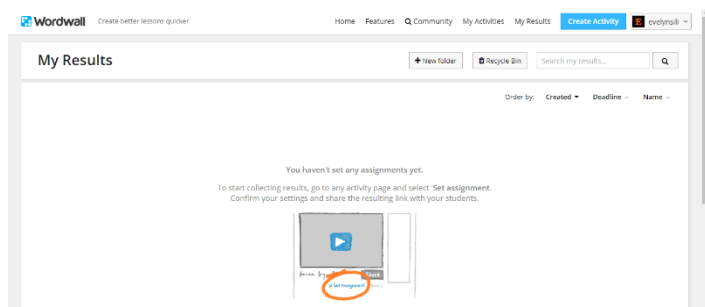 Wordwall Create better lessons quicker Home Features Community My Activities My Results Create Activity E evelynsili
My Results + New folder Recycle Bin Search my results...
Order by: Created Deadline Name
You haven't set any assignments yet.
To start collecting results, go to any activity page and select 'Set assignment.
Confirm your settings and share the resulting link with your students.
Share
Set Assignment